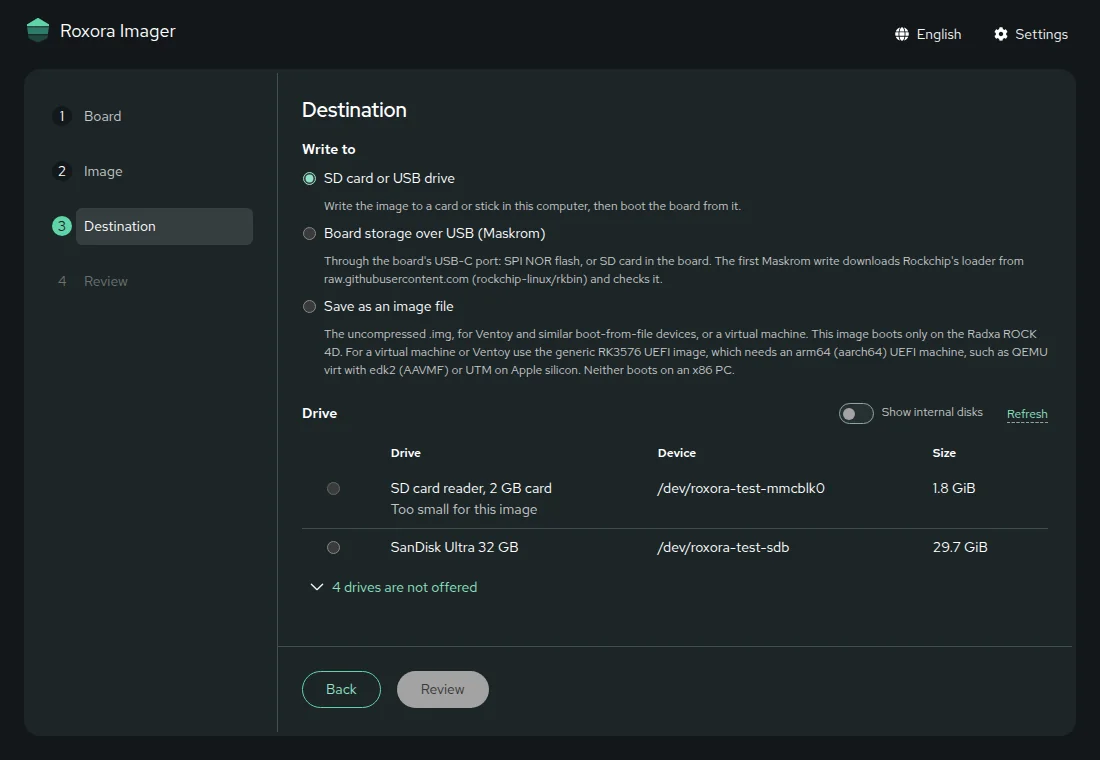 Roxora Imager
English
Settings
1 Board
2 Image
3 Destination
4 Review
Destination
Write to
SD card or USB drive
Write the image to a card or stick in this computer, then boot the board from it.
Board storage over USB (Maskrom)
Through the board's USB-C port: SPI NOR flash, or SD card in the board. The first Maskrom write downloads Rockchip's loader from
raw.githubusercontent.com (rockchip-linux/rkbin) and checks it.
Save as an image file
The uncompressed .img, for Ventoy and similar boot-from-file devices, or a virtual machine. This image boots only on the Radxa ROCK
4D. For a virtual machine or Ventoy use the generic RK3576 UEFI image, which needs an arm64 (aarch64) UEFI machine, such as QEMU
virt with edk2 (AAVMF) or UTM on Apple silicon. Neither boots on an x86 PC.
Drive
Show internal disks
Refresh
Drive Device Size
SD card reader, 2 GB card /dev/roxora-test-mmcblk0 1.8 GiB
Too small for this image
SanDisk Ultra 32 GB /dev/roxora-test-sdb 29.7 GiB
4 drives are not offered
Back
Review